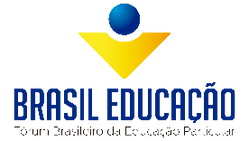 BRASIL EDUCAÇÃO
Fórum Brasileiro da Educação Particular